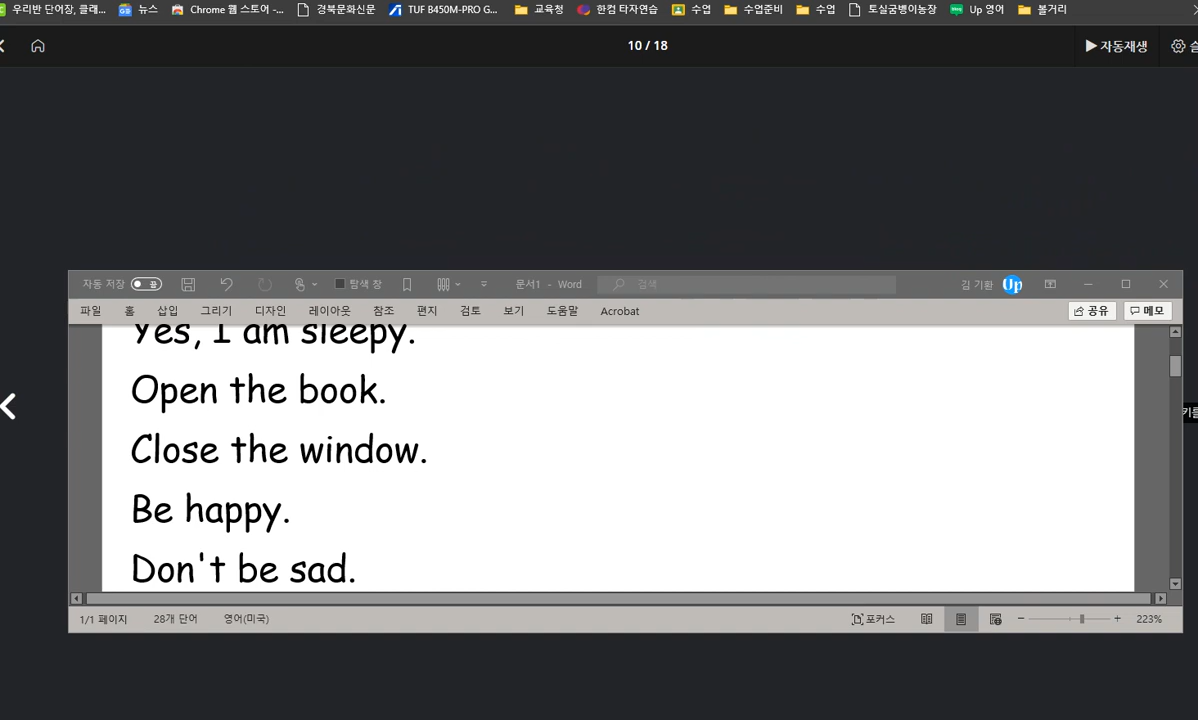 우리반 단어장, 클래... 뉴스 Chrome 웹 스토어 -... 경북문화신문 TUF B450M-PRO G... 교육청 한컴 타자연습 수업 수업준비 수업 토실굼벵이농장 Up 영어 볼거리
10 / 18
자동재생
자동 저장 끔 탐색 창 문서1 - Word 검색 김 기환 Up
파일 홈 삽입 그리기 디자인 레이아웃 참조 편지 검토 보기 도움말 Acrobat 공유 메모
Yes, I am sleepy.
Open the book.
Close the window.
Be happy.
Don't be sad.
1/1 페이지 28개 단어 영어(미국) 포커스 223%